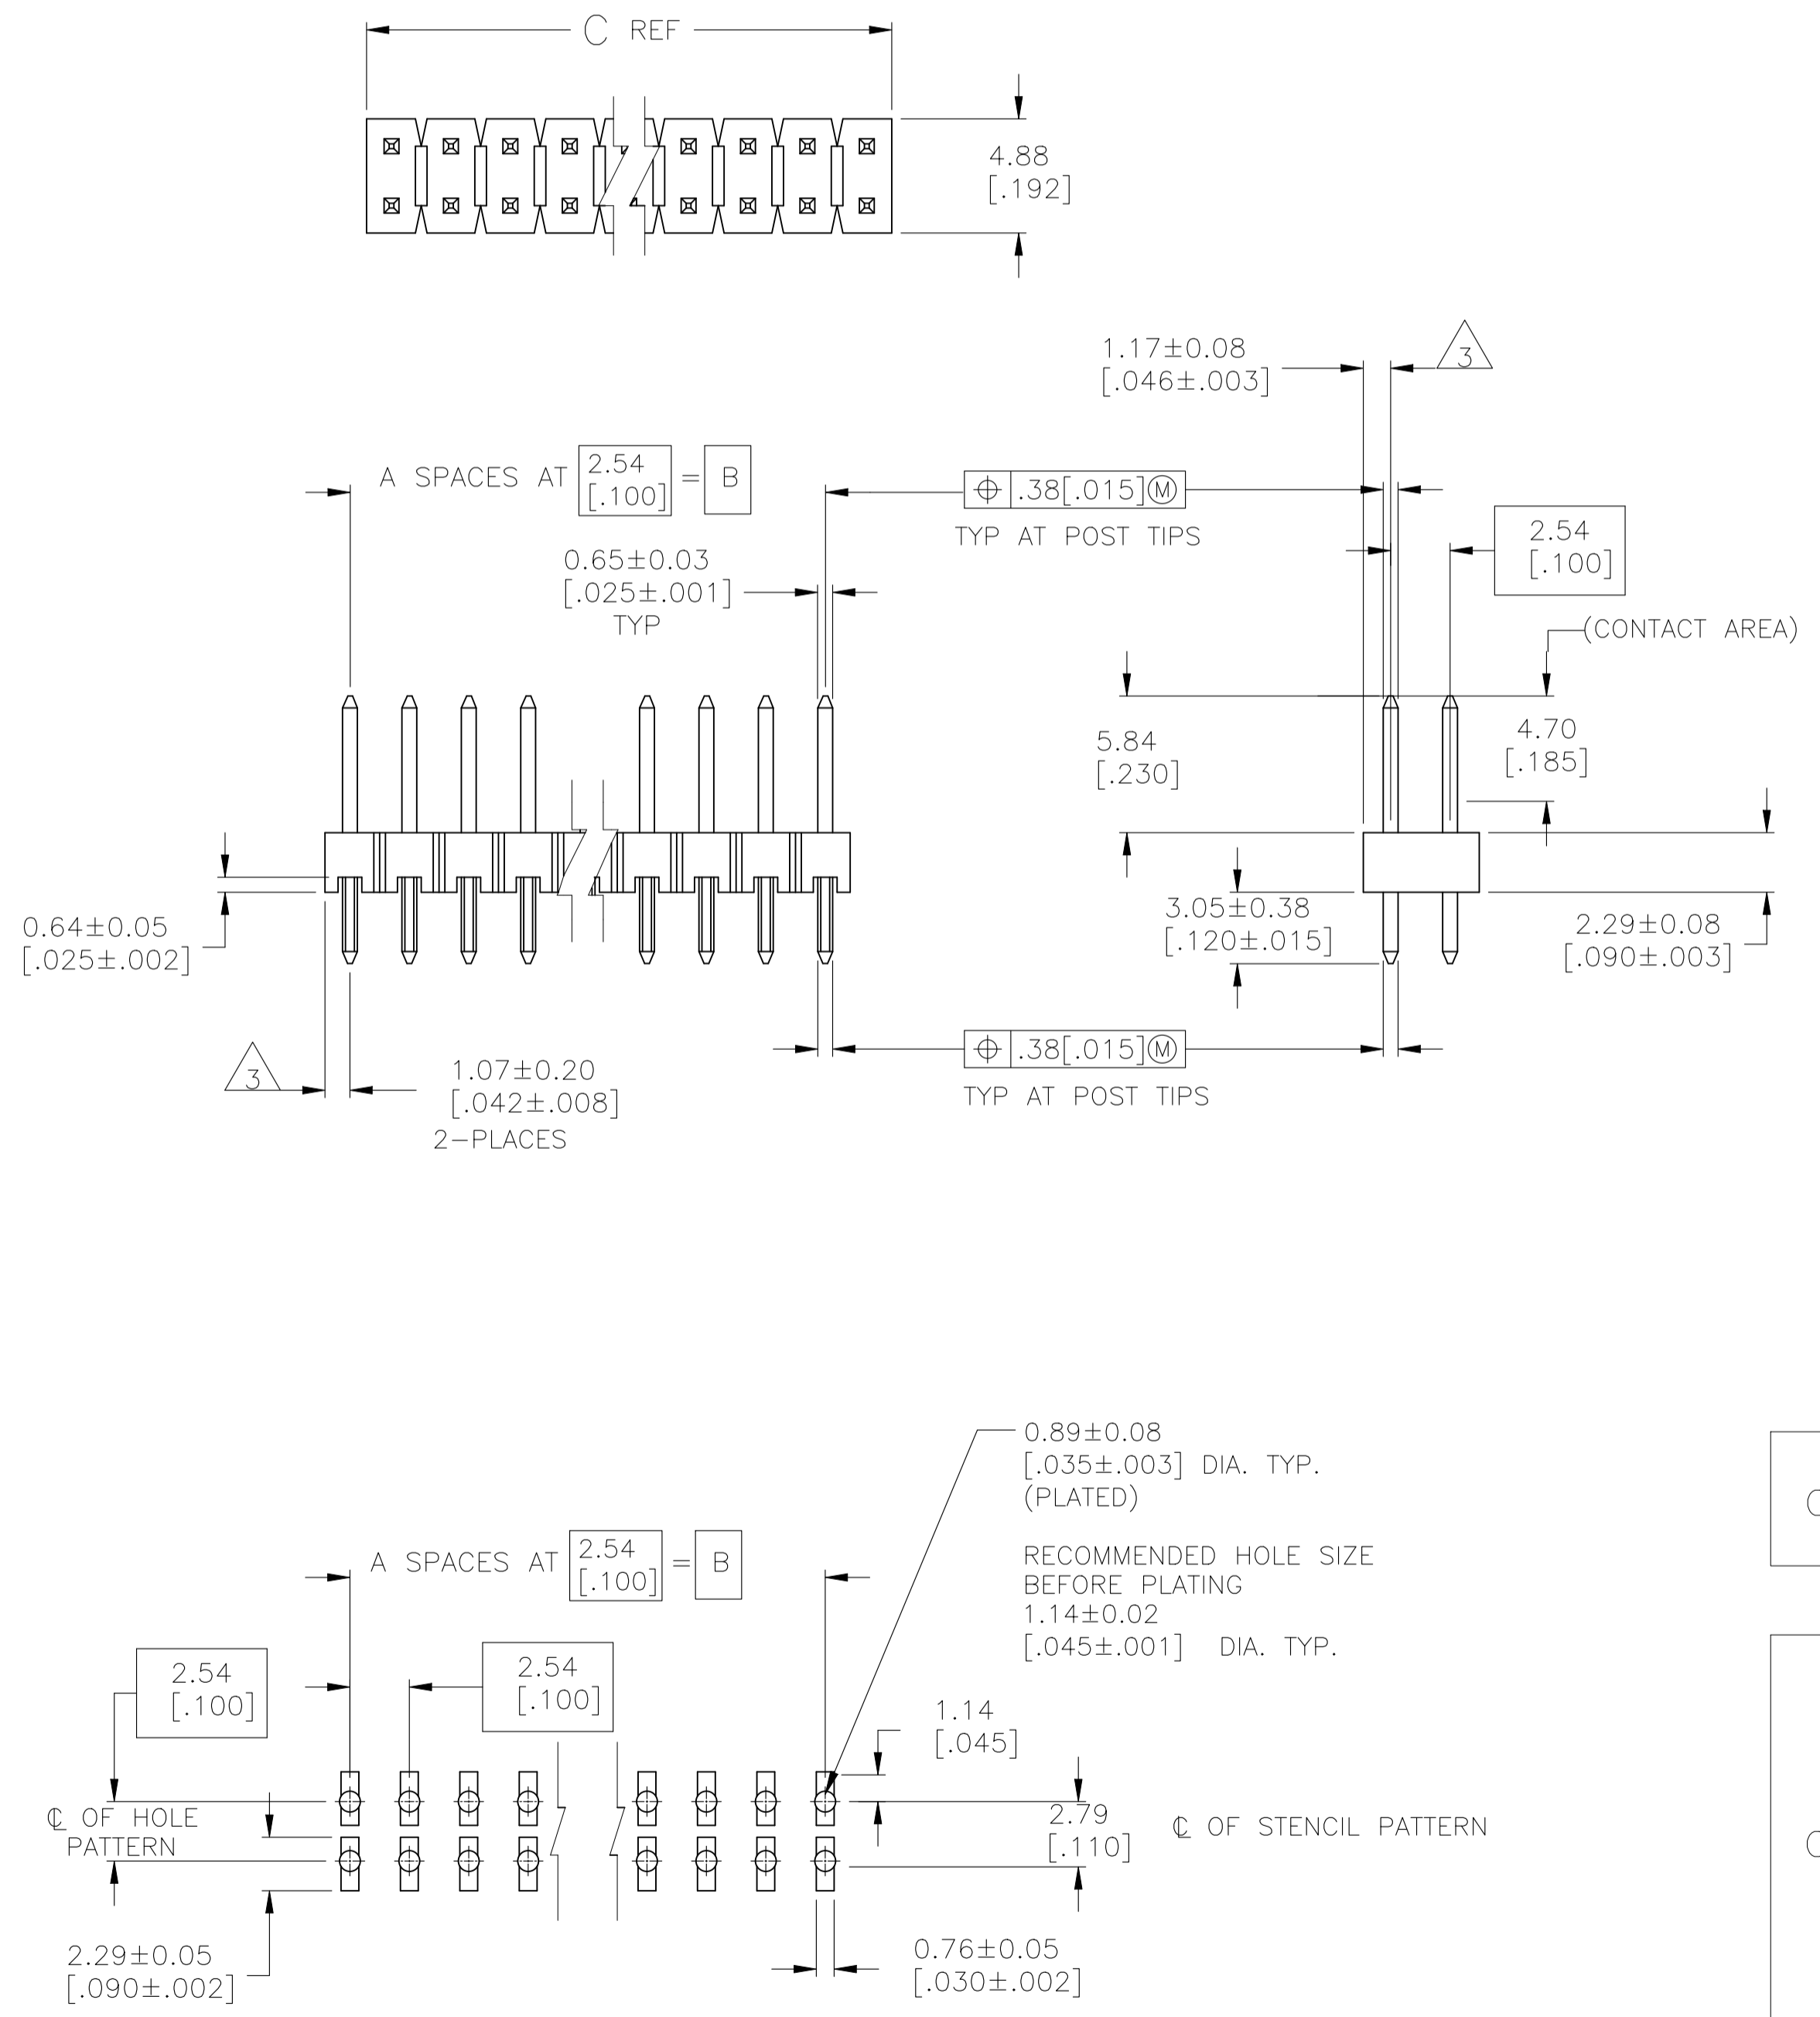 C REF
4.88
[.192]
1.17±0.08
[.046±.003]
3
A SPACES AT 2.54 [.100] = B
⌖ .38[.015]Ⓜ
TYP AT POST TIPS
2.54
[.100]
0.65±0.03
[.025±.001]
TYP
(CONTACT AREA)
5.84
[.230]
4.70
[.185]
0.64±0.05
[.025±.002]
3.05±0.38
[.120±.015]
2.29±0.08
[.090±.003]
3
1.07±0.20
[.042±.008]
2-PLACES
⌖ .38[.015]Ⓜ
TYP AT POST TIPS
0.89±0.08
[.035±.003] DIA. TYP.
(PLATED)
RECOMMENDED HOLE SIZE
BEFORE PLATING
1.14±0.02
[.045±.001] DIA. TYP.
A SPACES AT 2.54 [.100] = B
2.54
[.100]
2.54
[.100]
1.14
[.045]
℄ OF HOLE
PATTERN
2.79
[.110]
℄ OF STENCIL PATTERN
2.29±0.05
[.090±.002]
0.76±0.05
[.030±.002]